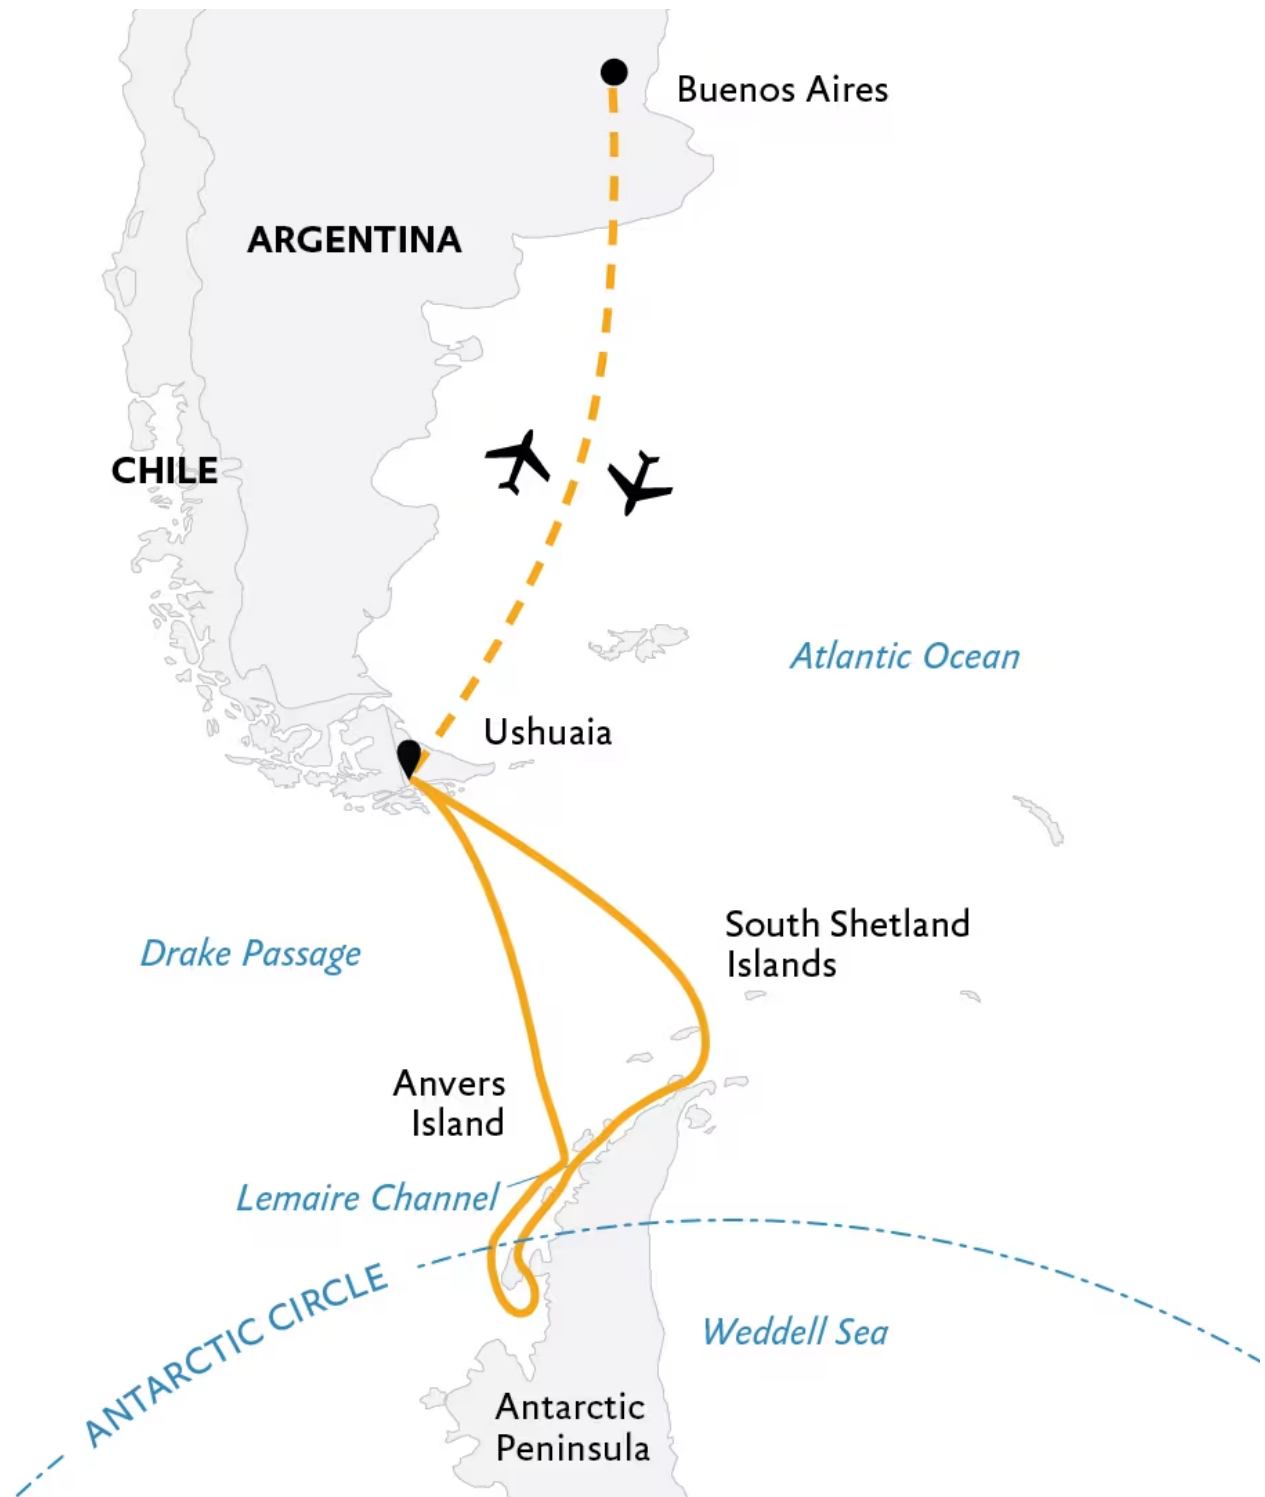 Buenos Aires
ARGENTINA
CHILE
Atlantic Ocean
Ushuaia
South Shetland
Islands
Drake Passage
Anvers
Island
Lemaire Channel
ANTARCTIC CIRCLE
Weddell Sea
Antarctic
Peninsula